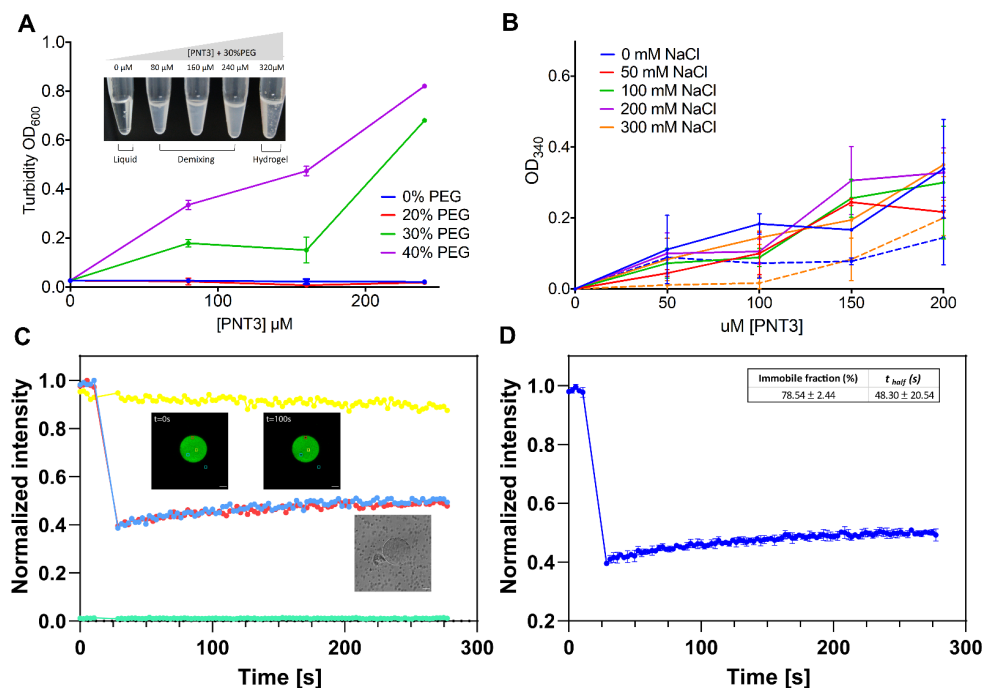 A
Turbidity OD600
1.0
0.8
0.6
0.4
0.2
0.0
0
100
200
[PNT3] µM
[PNT3] + 30%PEG
0 µM 80 µM 160 µM 240 µM 320µM
Liquid Demixing Hydrogel
0% PEG
20% PEG
30% PEG
40% PEG
B
OD340
0.6
0.4
0.2
0.0
0 50 100 150 200
uM [PNT3]
0 mM NaCl
50 mM NaCl
100 mM NaCl
200 mM NaCl
300 mM NaCl
C
Normalized intensity
1.0
0.8
0.6
0.4
0.2
0.0
0 50 100 150 200 250 300
Time [s]
t=0s
t=100s
D
Normalized intensity
1.2
1.0
0.8
0.6
0.4
0.2
0 100 200 300
Time [s]
Immobile fraction (%) t half (s)
78.54 ± 2.44 48.30 ± 20.54